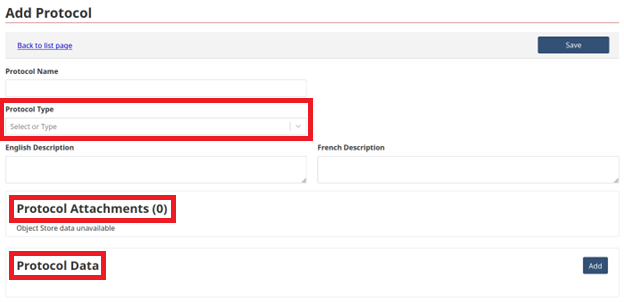 Add Protocol
Back to list page Save
Protocol Name
Protocol Type
Select or Type
English Description French Description
Protocol Attachments (0)
Object Store data unavailable
Protocol Data Add